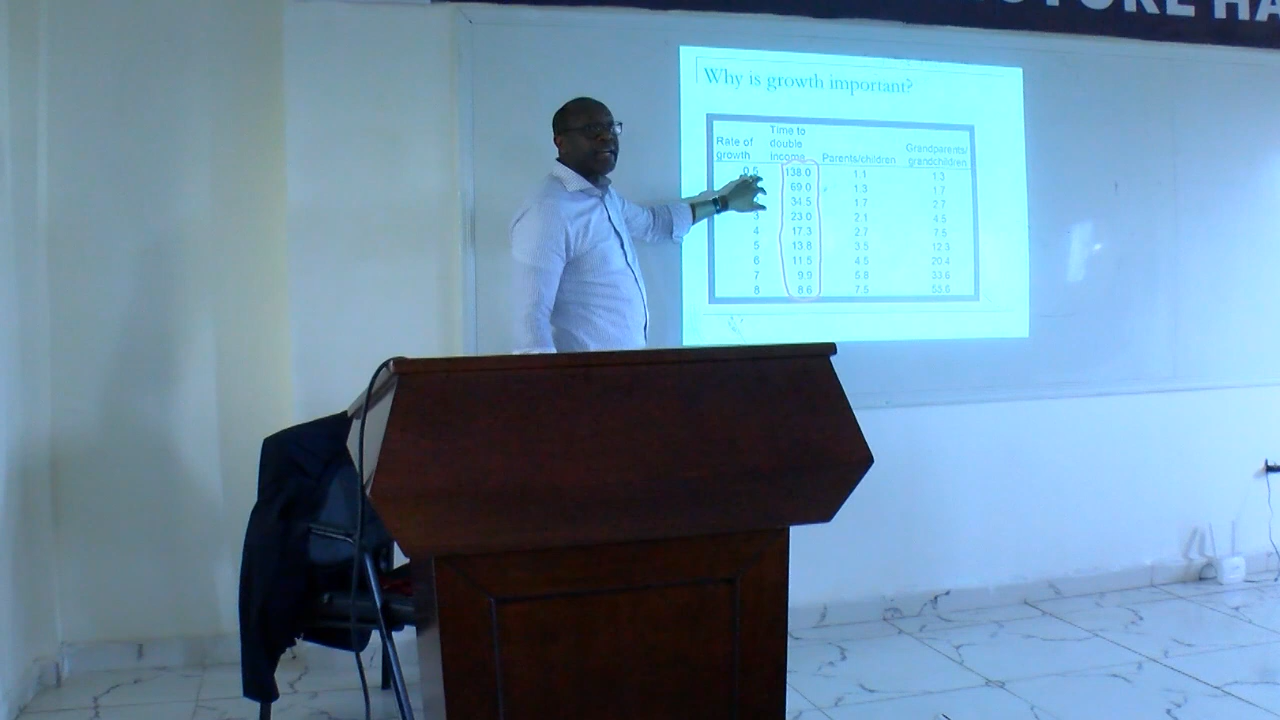 Why is growth important?
Rate of growth Time to double income Parents/children Grandparents/ grandchildren
0.5 138.0 1.1 1.3
69.0 1.3 1.7
34.5 1.7 2.7
3 23.0 2.1 4.5
4 17.3 2.7 7.5
5 13.8 3.5 12.3
6 11.5 4.5 20.4
7 9.9 5.8 33.6
8 8.6 7.5